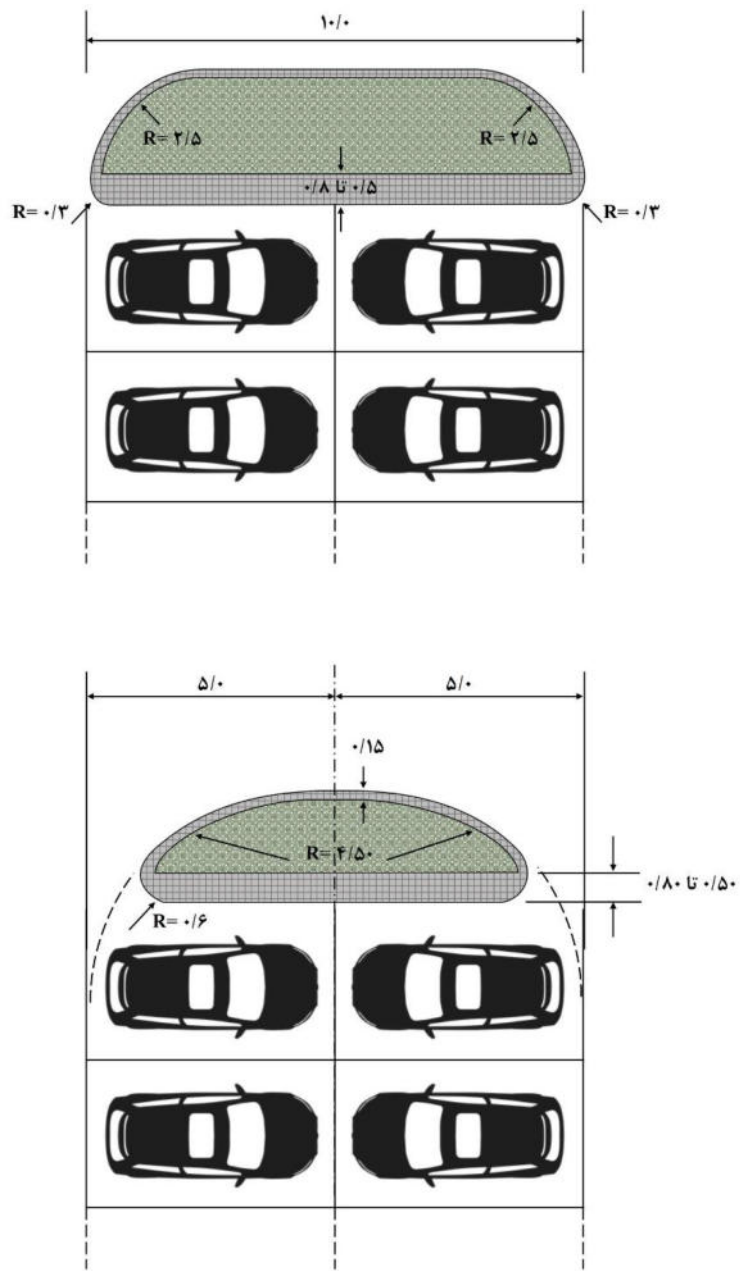 ۱۰/۰
R= ۲/۵
R= ۲/۵
۰/۵ تا ۰/۸
R= ۰/۳
R= ۰/۳
۵/۰
۵/۰
۰/۱۵
R= ۴/۵۰
۰/۵۰ تا ۰/۸۰
R= ۰/۶